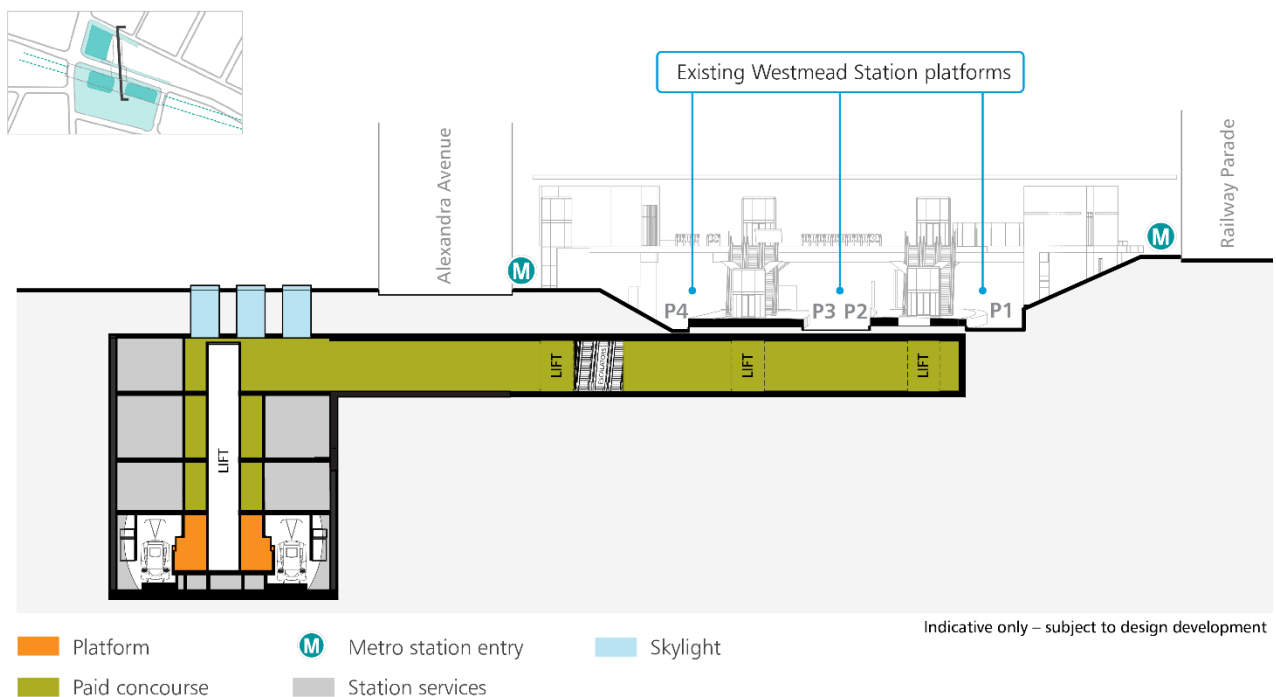 Existing Westmead Station platforms
Alexandra Avenue
Railway Parade
M
M
P4
P3 P2
P1
LIFT
ESCALATORS
LIFT
LIFT
LIFT
Indicative only – subject to design development
Platform
M Metro station entry
Skylight
Paid concourse
Station services